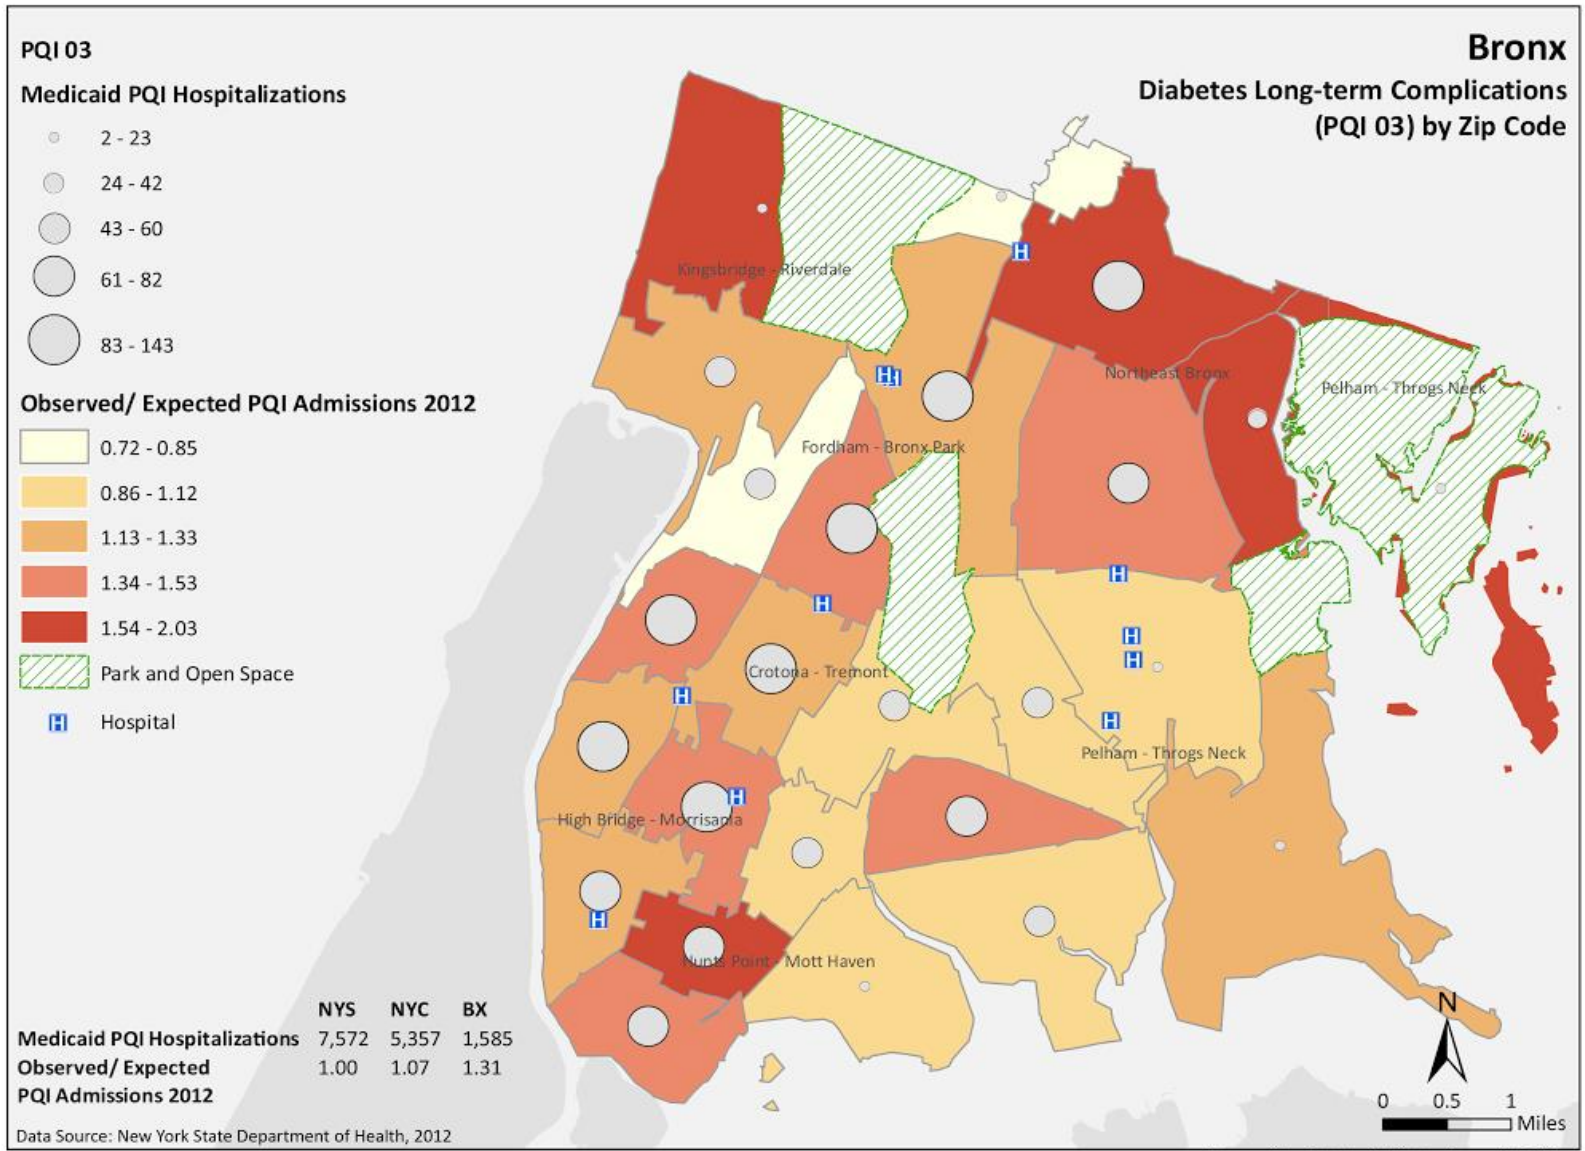 PQI 03
Medicaid PQI Hospitalizations
2 - 23
24 - 42
43 - 60
61 - 82
83 - 143
Observed/ Expected PQI Admissions 2012
0.72 - 0.85
0.86 - 1.12
1.13 - 1.33
1.34 - 1.53
1.54 - 2.03
Park and Open Space
H Hospital
Bronx
Diabetes Long-term Complications
(PQI 03) by Zip Code
H
Kingsbridge - Riverdale
Northeast Bronx
H H
Pelham - Throgs Neck
Fordham - Bronx Park
H
H
H
H
Crotona - Tremont
H
H
Pelham - Throgs Neck
H
High Bridge - Morrisania
H
Hunts Point - Mott Haven
NYS NYC BX
Medicaid PQI Hospitalizations 7,572 5,357 1,585
Observed/ Expected 1.00 1.07 1.31
PQI Admissions 2012
Data Source: New York State Department of Health, 2012
N
0 0.5 1
Miles